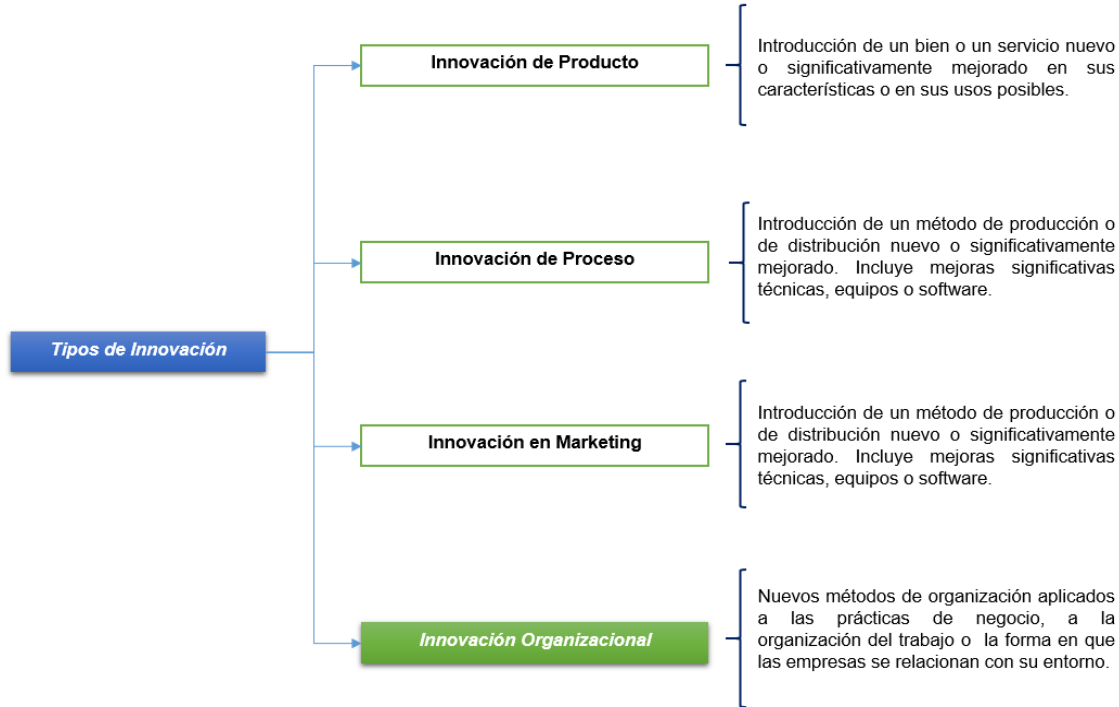 Innovación de Producto
Introducción de un bien o un servicio nuevo
o significativamente mejorado en sus
características o en sus usos posibles.
Innovación de Proceso
Introducción de un método de producción o
de distribución nuevo o significativamente
mejorado. Incluye mejoras significativas
técnicas, equipos o software.
Tipos de Innovación
Innovación en Marketing
Introducción de un método de producción o
de distribución nuevo o significativamente
mejorado. Incluye mejoras significativas
técnicas, equipos o software.
Innovación Organizacional
Nuevos métodos de organización aplicados
a las prácticas de negocio, a la
organización del trabajo o la forma en que
las empresas se relacionan con su entorno.